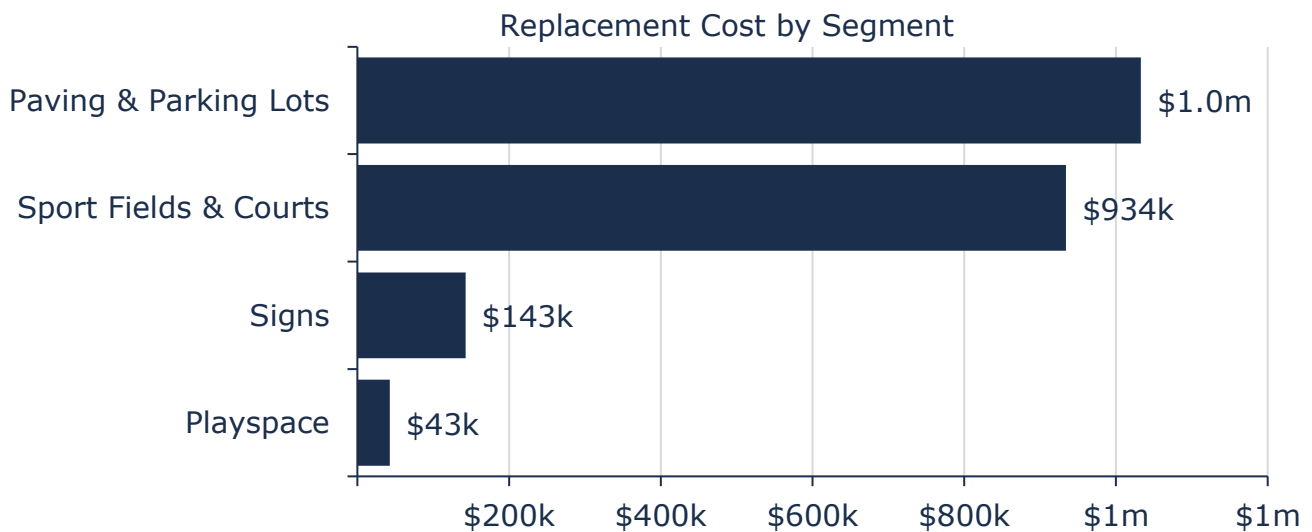 Replacement Cost by Segment
Paving & Parking Lots $1.0m
Sport Fields & Courts $934k
Signs $143k
Playspace $43k
$200k $400k $600k $800k $1m $1m